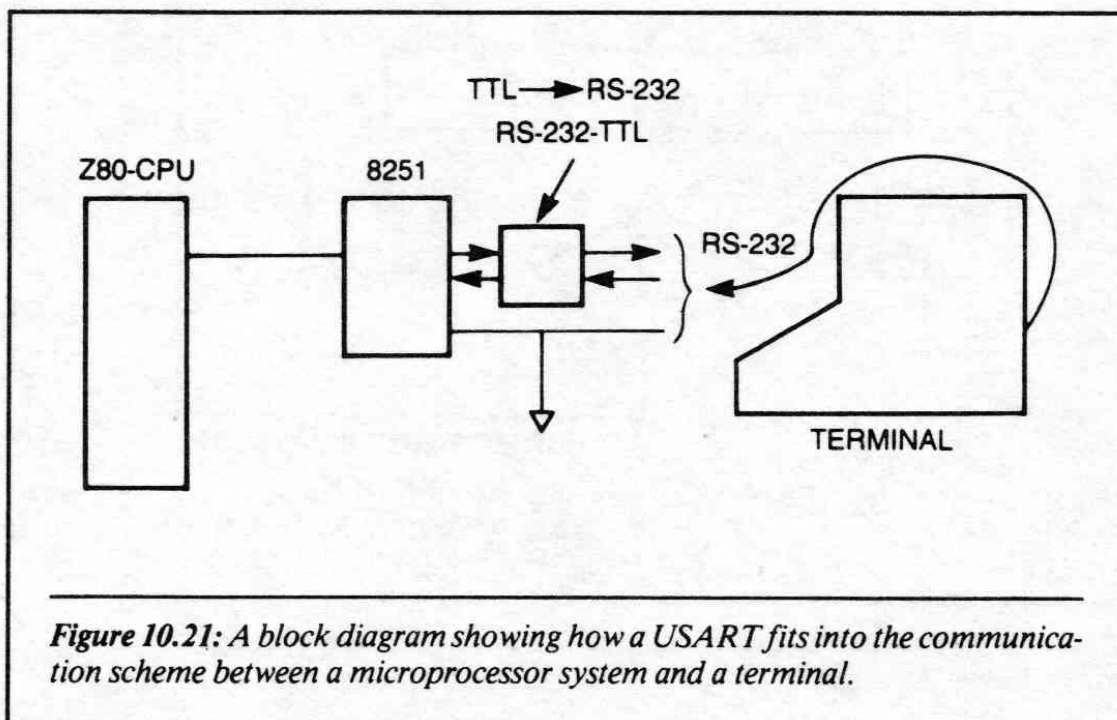 TTL→RS-232
RS-232-TTL
Z80-CPU
8251
RS-232
TERMINAL
Figure 10.21: A block diagram showing how a USART fits into the communica-
tion scheme between a microprocessor system and a terminal.